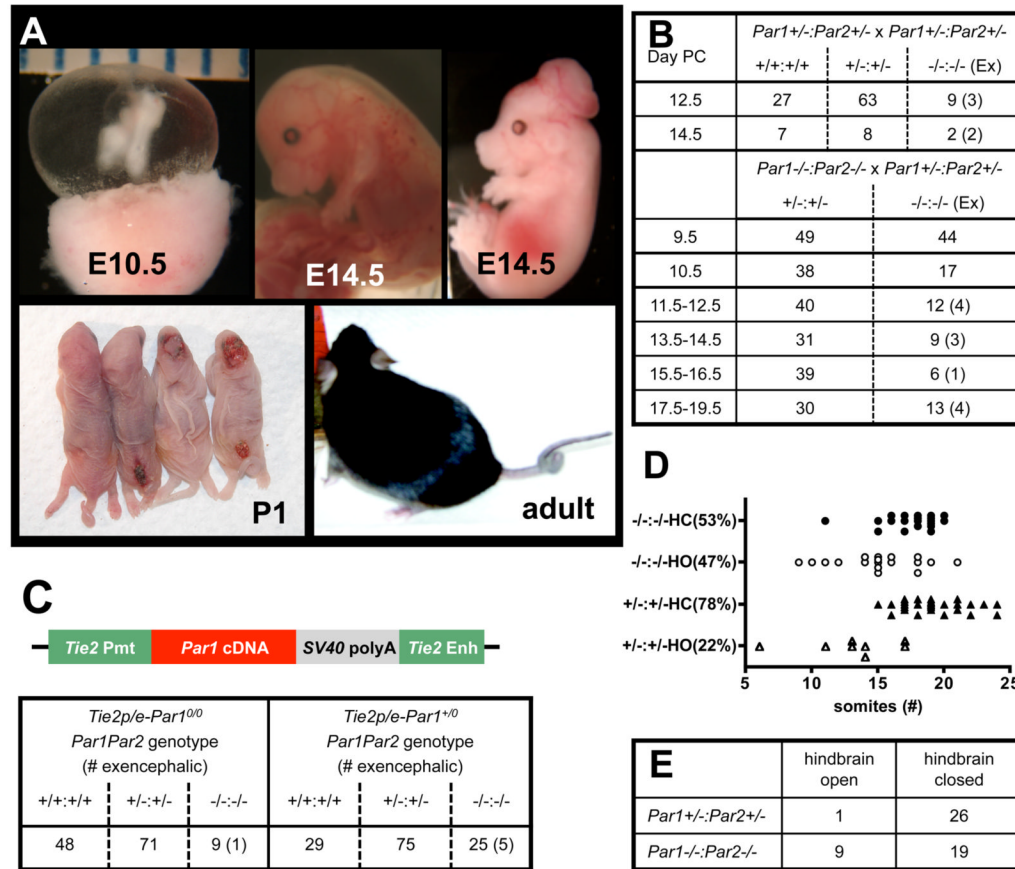 A
E10.5
E14.5
E14.5
P1
adult
B
Par1+/-:Par2+/- x Par1+/-:Par2+/-
Day PC
+/+:+/+ +/-:+/- -/-:-/- (Ex)
12.5 27 63 9 (3)
14.5 7 8 2 (2)
Par1-/-:Par2-/- x Par1+/-:Par2+/-
+/-:+/- -/-:-/- (Ex)
9.5 49 44
10.5 38 17
11.5-12.5 40 12 (4)
13.5-14.5 31 9 (3)
15.5-16.5 39 6 (1)
17.5-19.5 30 13 (4)
C
Tie2 Pmt Par1 cDNA SV40 polyA Tie2 Enh
Tie2p/e-Par10/0 Tie2p/e-Par1+/0
Par1Par2 genotype Par1Par2 genotype
(# exencephalic) (# exencephalic)
+/+:+/+ +/-:+/- -/-:-/- +/+:+/+ +/-:+/- -/-:-/-
48 71 9 (1) 29 75 25 (5)
D
-/-:-/-HC(53%)
-/-:-/-HO(47%)
+/-:+/-HC(78%)
+/-:+/-HO(22%)
5 10 15 20 25
somites (#)
E
hindbrain hindbrain
open closed
Par1+/-:Par2+/- 1 26
Par1-/-:Par2-/- 9 19